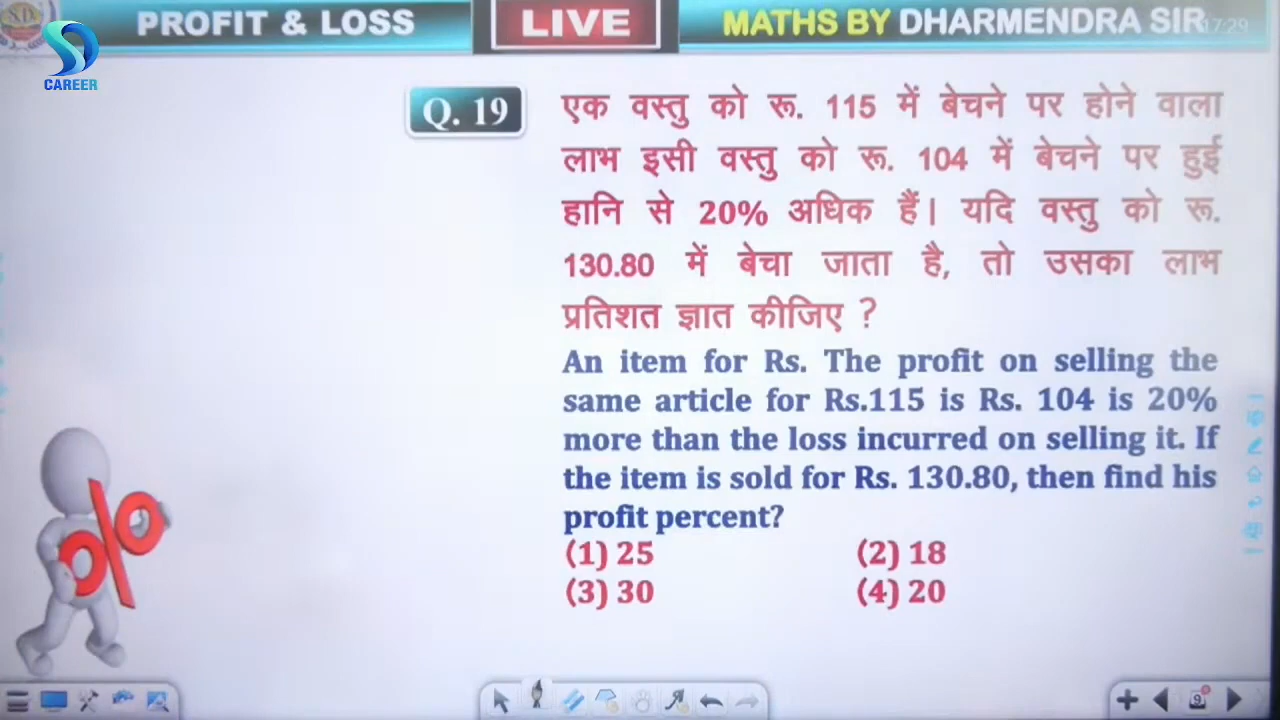 PROFIT & LOSS
LIVE
MATHS BY DHARMENDRA SIR
17:29
CAREER
Q. 19
एक वस्तु को रू. 115 में बेचने पर होने वाला
लाभ इसी वस्तु को रू. 104 में बेचने पर हुई
हानि से 20% अधिक हैं। यदि वस्तु को रू.
130.80 में बेचा जाता है, तो उसका लाभ
प्रतिशत ज्ञात कीजिए ?
An item for Rs. The profit on selling the
same article for Rs.115 is Rs. 104 is 20%
more than the loss incurred on selling it. If
the item is sold for Rs. 130.80, then find his
profit percent?
(1) 25 (2) 18
(3) 30 (4) 20
9